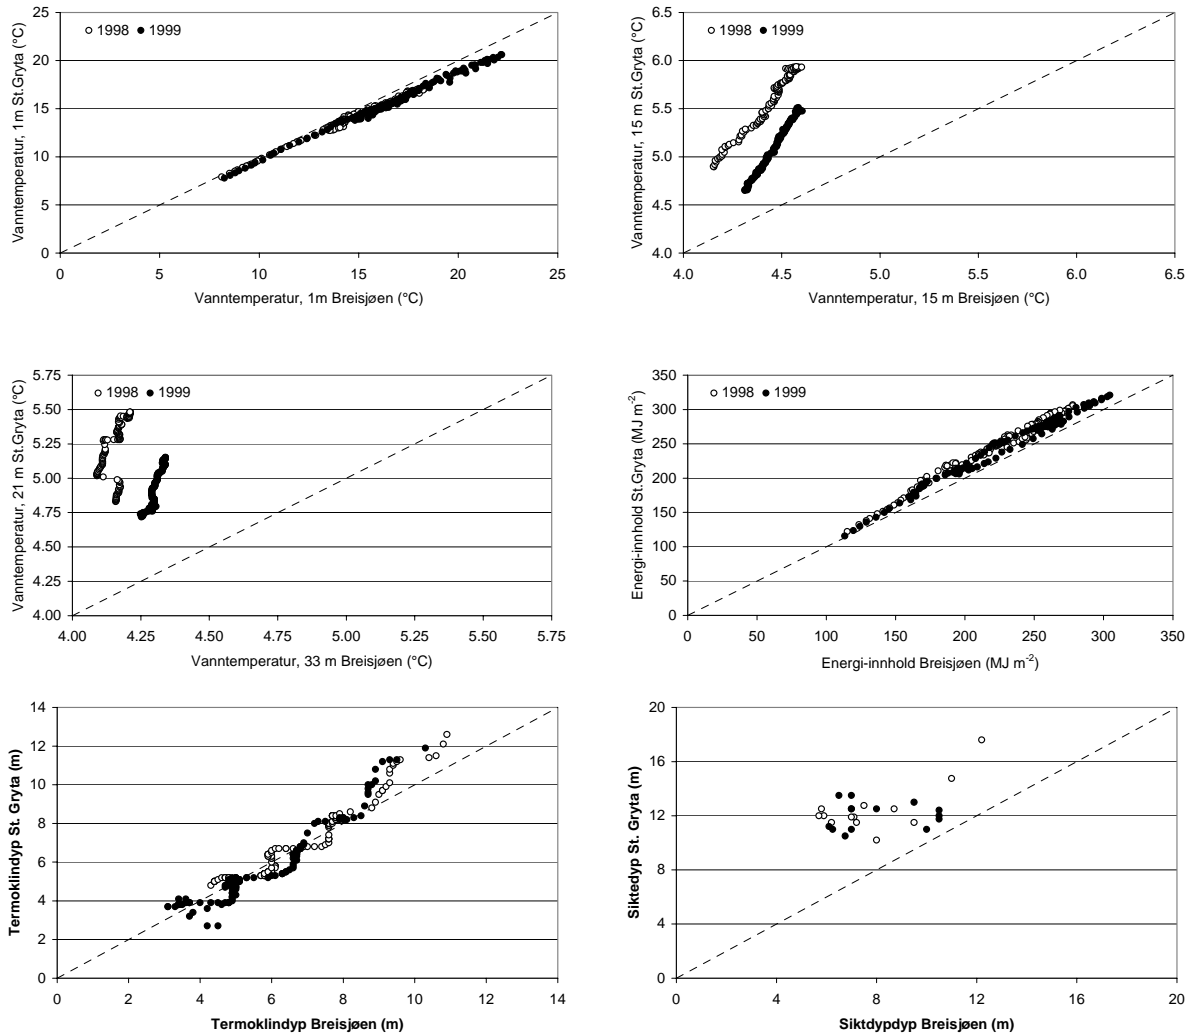 Vanntemperatur, 1m St.Gryta (°C)
25
20
15
10
5
0
1998 1999
0 5 10 15 20 25
Vanntemperatur, 1m Breisjøen (°C)
Vanntemperatur, 15 m St.Gryta (°C)
6.5
6.0
5.5
5.0
4.5
4.0
1998 1999
4.0 4.5 5.0 5.5 6.0 6.5
Vanntemperatur, 15 m Breisjøen (°C)
Vanntemperatur, 21 m St.Gryta (°C)
5.75
5.50
5.25
5.00
4.75
4.50
4.25
4.00
1998 1999
4.00 4.25 4.50 4.75 5.00 5.25 5.50 5.75
Vanntemperatur, 33 m Breisjøen (°C)
Energi-innhold St.Gryta (MJ m⁻²)
350
300
250
200
150
100
50
0
1998 1999
0 50 100 150 200 250 300 350
Energi-innhold Breisjøen (MJ m⁻²)
Termoklindyp St. Gryta (m)
14
12
10
8
6
4
2
0
0 2 4 6 8 10 12 14
Termoklindyp Breisjøen (m)
Siktedyp St. Gryta (m)
20
16
12
8
4
0
0 4 8 12 16 20
Siktdypdyp Breisjøen (m)